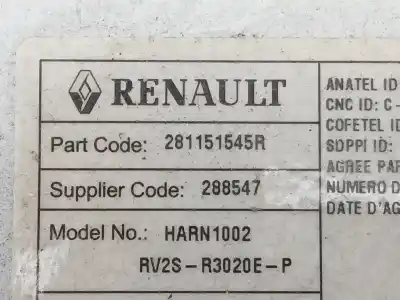 RENAULT
Part Code: 281151545R
Supplier Code: 288547
Model No.: HARN1002
RV2S-R3020E-P
ANATEL ID
CNC ID: C-
COFETEL ID
SDPPI ID:
AGREE PAR
NUMERO D
DATE D'AG